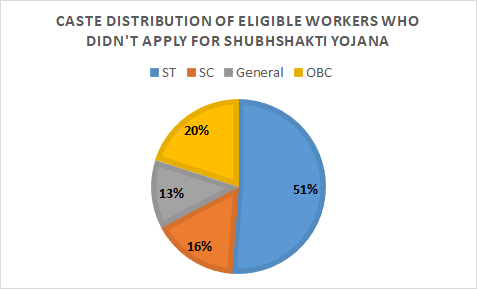 CASTE DISTRIBUTION OF ELIGIBLE WORKERS WHO
DIDN'T APPLY FOR SHUBHSHAKTI YOJANA
ST SC General OBC
20%
51%
13%
16%